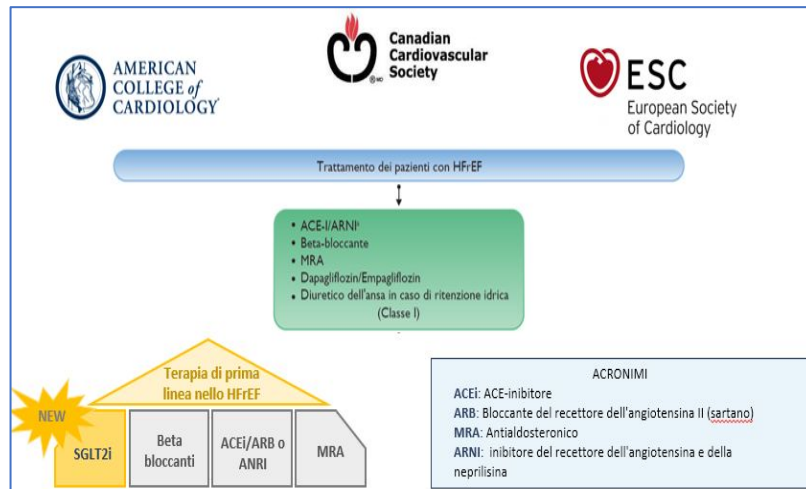 AMERICAN
COLLEGE of
CARDIOLOGY
Canadian
Cardiovascular
Society
ESC
European Society
of Cardiology
Trattamento dei pazienti con HFrEF
• ACE-I/ARNI
• Beta-bloccante
• MRA
• Dapagliflozin/Empagliflozin
• Diuretico dell'ansa in caso di ritenzione idrica
(Classe I)
Terapia di prima
linea nello HFrEF
NEW
SGLT2i
Beta
bloccanti
ACEi/ARB o
ANRI
MRA
ACRONIMI
ACEi: ACE-inibitore
ARB: Bloccante del recettore dell'angiotensina II (sartano)
MRA: Antialdosteronico
ARNI: inibitore del recettore dell'angiotensina e della
neprilisina